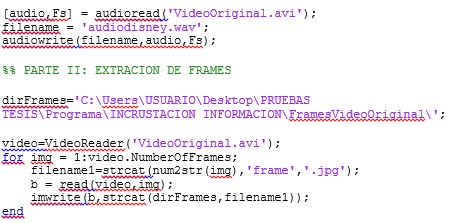 [audio,Fs] = audioread('VideoOriginal.avi');
filename = 'audiodisney.wav';
audiowrite(filename,audio,Fs);
%% PARTE II: EXTRACION DE FRAMES
dirFrames='C:\Users\USUARIO\Desktop\PRUEBAS
TESIS\Programa\INCRUSTACION INFORMACION\FramesVideoOriginal\';
video=VideoReader('VideoOriginal.avi');
for img = 1:video.NumberOfFrames;
filename1=strcat(num2str(img),'frame','.jpg');
b = read(video,img);
imwrite(b,strcat(dirFrames,filename1));
end